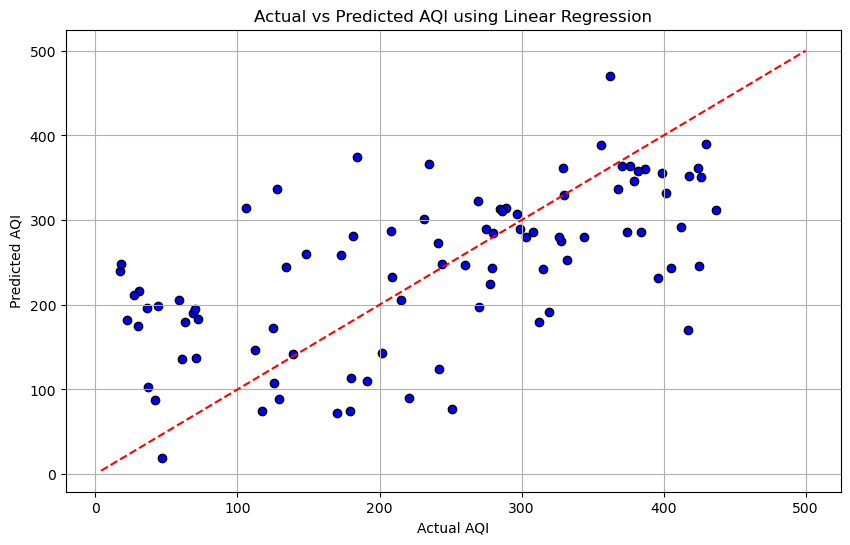 Actual vs Predicted AQI using Linear Regression
500
400
300
200
100
0
Predicted AQI
0 100 200 300 400 500
Actual AQI